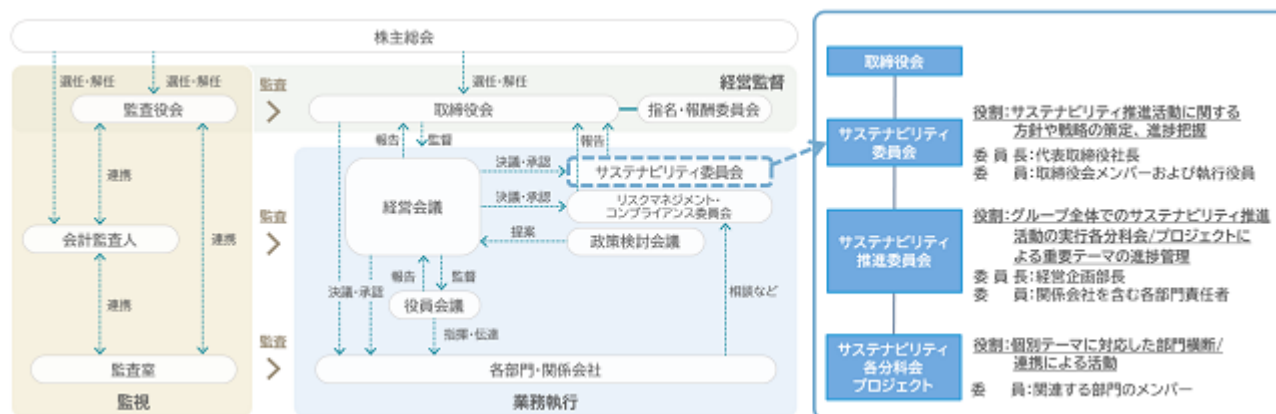 株主総会
選任・解任
選任・解任
選任・解任
監査
経営監督
監査役会
取締役会
指名・報酬委員会
報告
監督
報告
連携
決議・承認
サステナビリティ委員会
経営会議
決議・承認
リスクマネジメント・
コンプライアンス委員会
監査
会計監査人
連携
提案
政策検討会議
報告
監督
決議・承認
役員会議
相談など
連携
指揮・伝達
監査
監査室
各部門・関係会社
監視
業務執行
取締役会
サステナビリティ
委員会
役割:サステナビリティ推進活動に関する
方針や戦略の策定、進捗把握
委員長:代表取締役社長
委 員:取締役会メンバーおよび執行役員
サステナビリティ
推進委員会
役割:グループ全体でのサステナビリティ推進
活動の実行各分科会/プロジェクトに
よる重要テーマの進捗管理
委員長:経営企画部長
委 員:関係会社を含む各部門責任者
サステナビリティ
各分科会
プロジェクト
役割:個別テーマに対応した部門横断/
連携による活動
委 員:関連する部門のメンバー